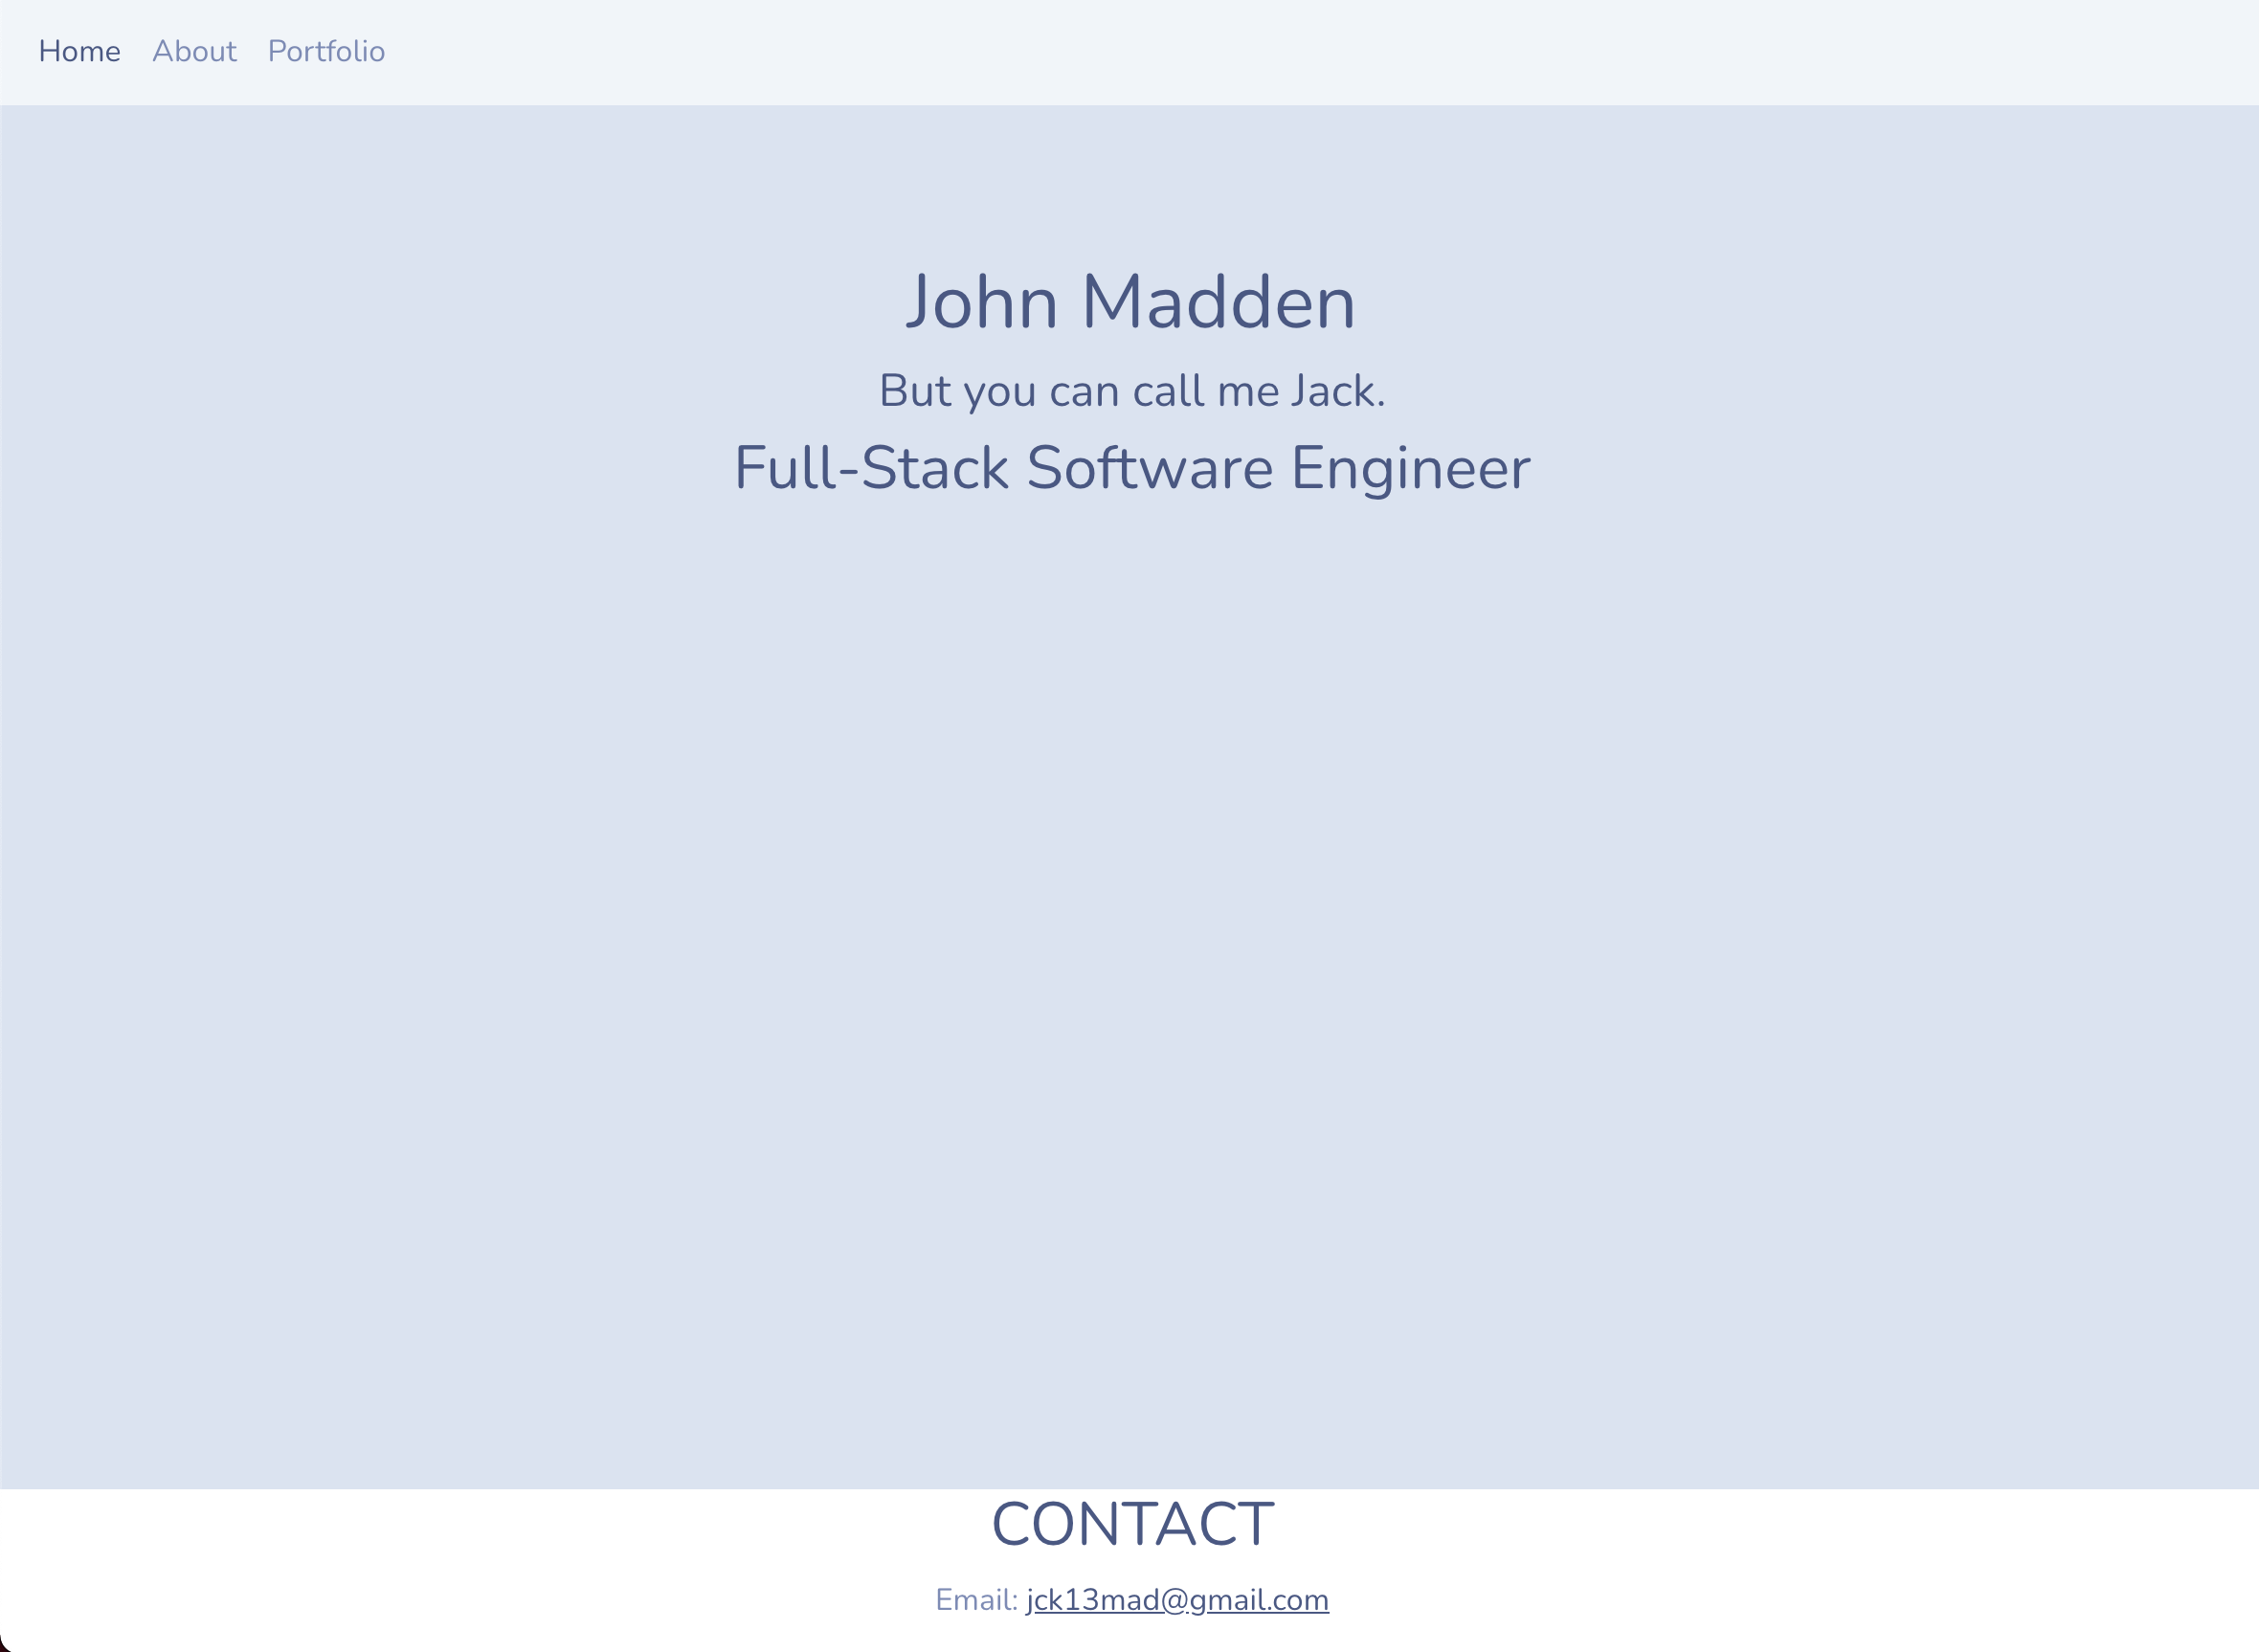 Home About Portfolio
John Madden
But you can call me Jack.
Full-Stack Software Engineer
CONTACT
Email: jck13mad@gmail.com